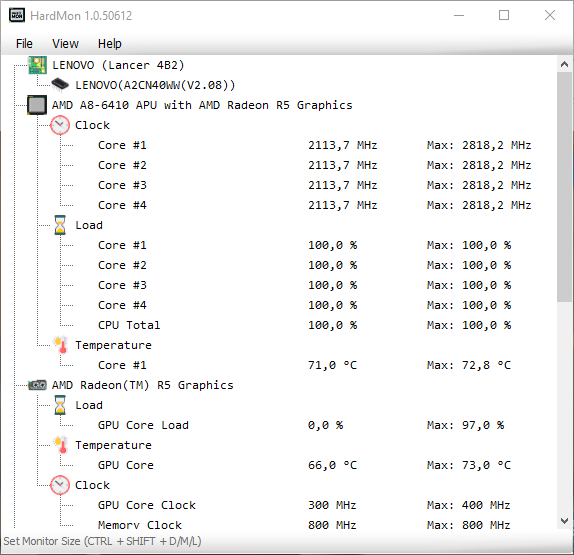 HARD MON HardMon 1.0.50612
File View Help
LENOVO (Lancer 4B2)
LENOVO(A2CN40WW(V2.08))
AMD A8-6410 APU with AMD Radeon R5 Graphics
Clock
Core #1 2113,7 MHz Max: 2818,2 MHz
Core #2 2113,7 MHz Max: 2818,2 MHz
Core #3 2113,7 MHz Max: 2818,2 MHz
Core #4 2113,7 MHz Max: 2818,2 MHz
Load
Core #1 100,0 % Max: 100,0 %
Core #2 100,0 % Max: 100,0 %
Core #3 100,0 % Max: 100,0 %
Core #4 100,0 % Max: 100,0 %
CPU Total 100,0 % Max: 100,0 %
Temperature
Core #1 71,0 °C Max: 72,8 °C
AMD Radeon(TM) R5 Graphics
Load
GPU Core Load 0,0 % Max: 97,0 %
Temperature
GPU Core 66,0 °C Max: 73,0 °C
Clock
GPU Core Clock 300 MHz Max: 400 MHz
Memory Clock 800 MHz Max: 800 MHz
Set Monitor Size (CTRL + SHIFT + D/M/L)